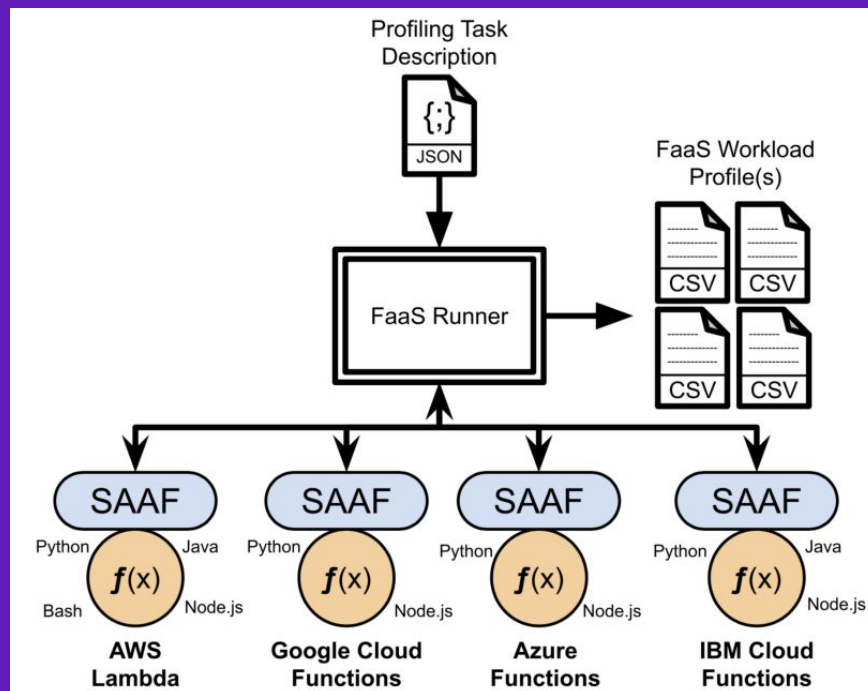 Profiling Task
Description
{;}
JSON
FaaS Workload
Profile(s)
CSV
CSV
CSV
CSV
FaaS Runner
SAAF
SAAF
SAAF
SAAF
Python
Java
f(x)
Bash
Node.js
Python
f(x)
Node.js
Python
f(x)
Node.js
Python
Java
f(x)
Node.js
AWS
Lambda
Google Cloud
Functions
Azure
Functions
IBM Cloud
Functions